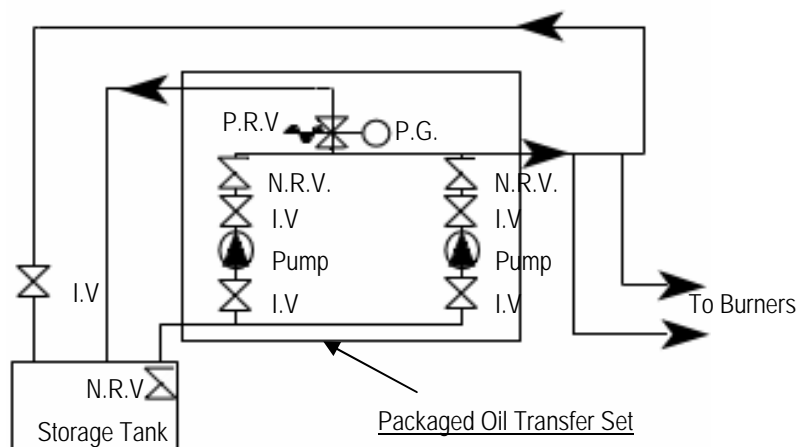 P.R.V
P.G.
N.R.V.
N.R.V.
I.V
I.V
Pump
Pump
I.V
I.V
I.V
To Burners
N.R.V
Storage Tank
Packaged Oil Transfer Set